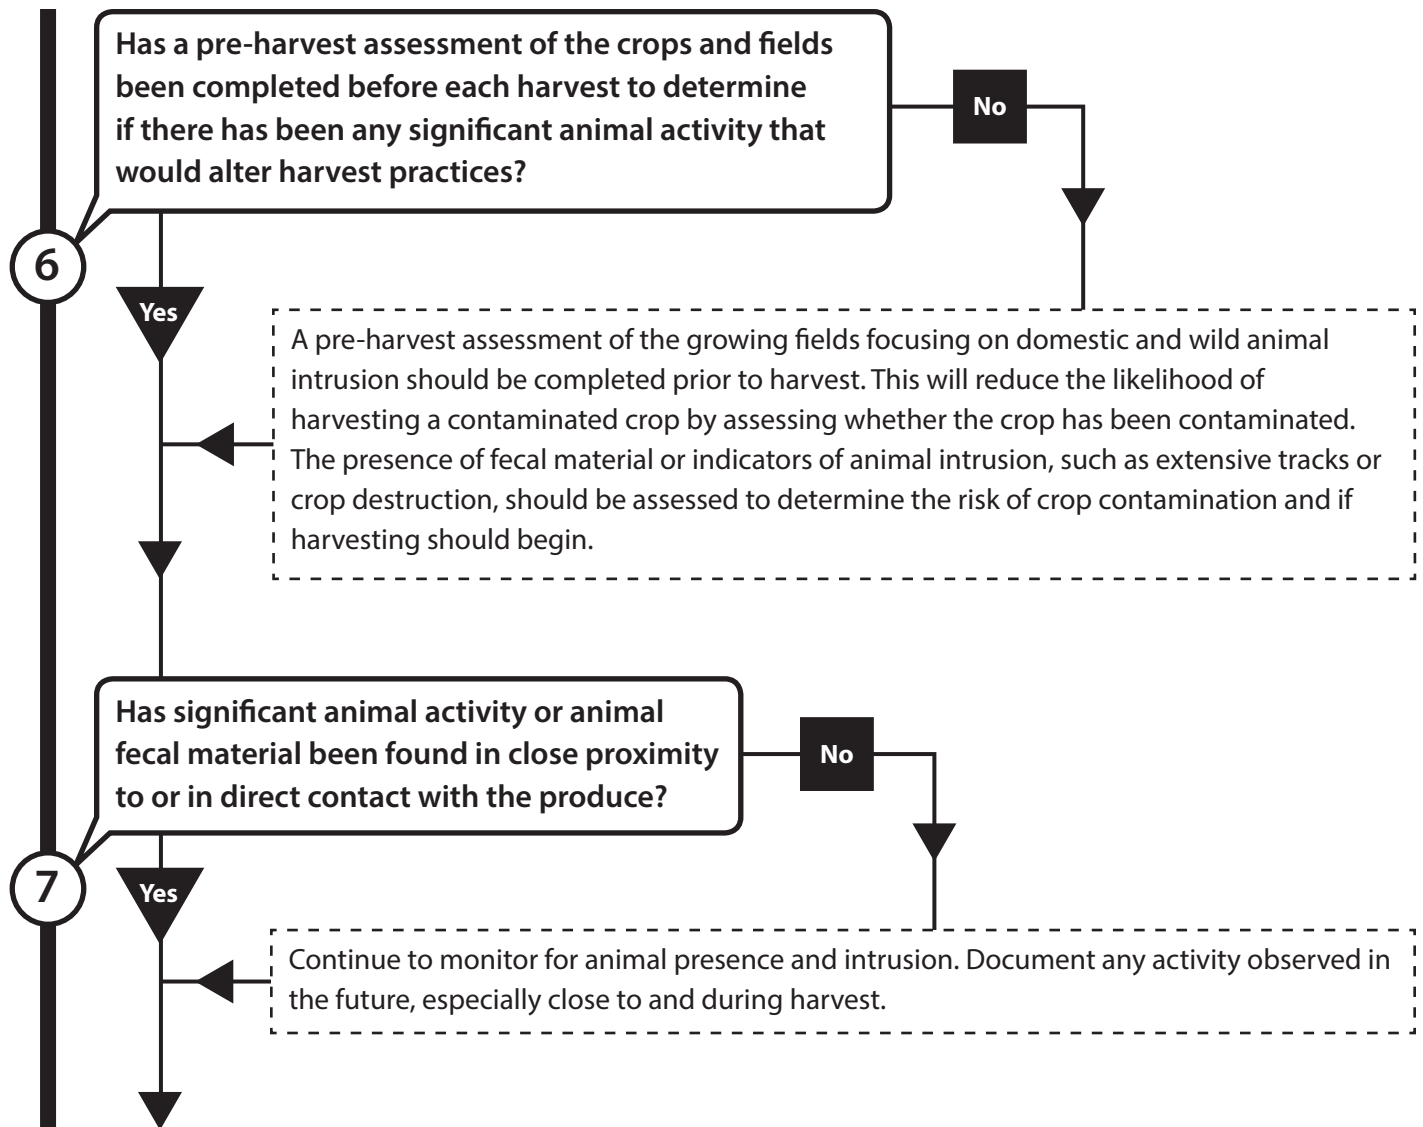 Has a pre-harvest assessment of the crops and fields
been completed before each harvest to determine
if there has been any significant animal activity that
would alter harvest practices?
No
6
Yes
A pre-harvest assessment of the growing fields focusing on domestic and wild animal
intrusion should be completed prior to harvest. This will reduce the likelihood of
harvesting a contaminated crop by assessing whether the crop has been contaminated.
The presence of fecal material or indicators of animal intrusion, such as extensive tracks or
crop destruction, should be assessed to determine the risk of crop contamination and if
harvesting should begin.
Has significant animal activity or animal
fecal material been found in close proximity
to or in direct contact with the produce?
No
7
Yes
Continue to monitor for animal presence and intrusion. Document any activity observed in
the future, especially close to and during harvest.